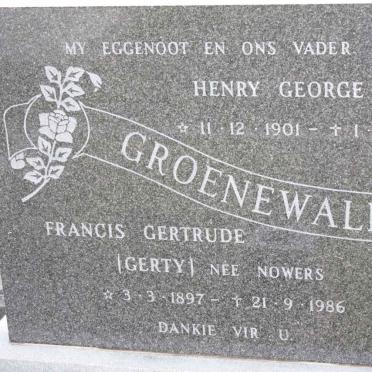 MY EGGENOOT EN ONS VADER
HENRY GEORGE
☆ 11·12·1901 – ✝ 1·
GROENEWAL
FRANCIS GERTRUDE
(GERTY) NEE NOWERS
☆ 3·3·1897 – ✝ 21·9·1986
DANKIE VIR U.